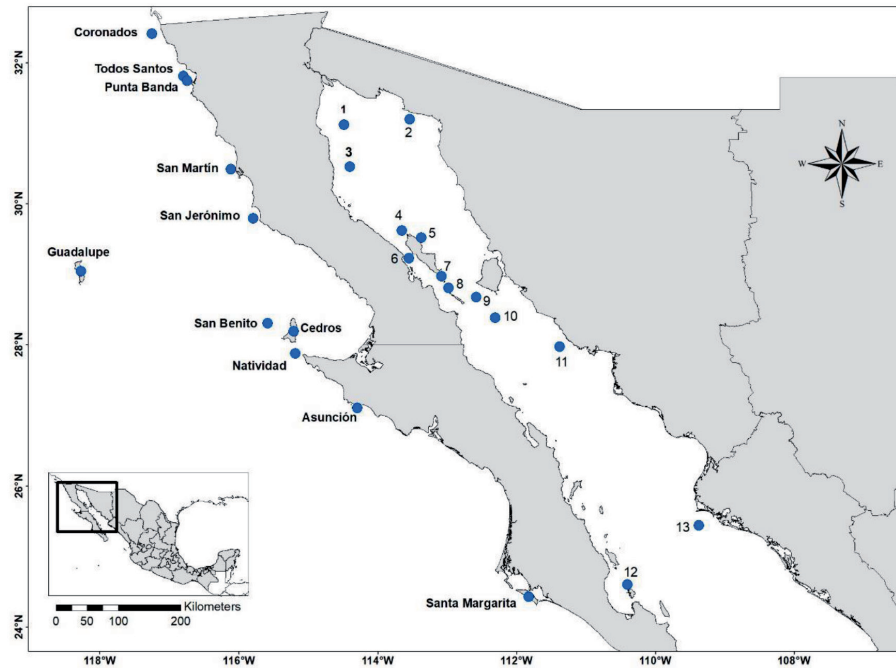 Coronados
32°N
Todos Santos
Punta Banda
1
2
N
W
E
S
3
San Martín
30°N
San Jerónimo
4
5
6
Guadalupe
7
8
9
10
San Benito
Cedros
28°N
Natividad
11
Asunción
26°N
13
12
Santa Margarita
Kilometers
0 25 50 100 200
24°N
118°W 116°W 114°W 112°W 110°W 108°W